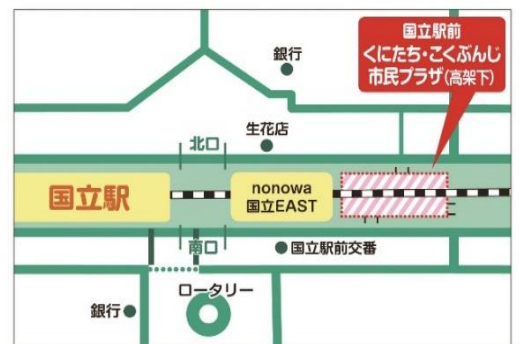 国立駅前
くにたち・こくぶんじ
市民プラザ(高架下)
銀行
生花店
北口
国立駅
nonowa
国立EAST
南口
国立駅前交番
ロータリー
銀行